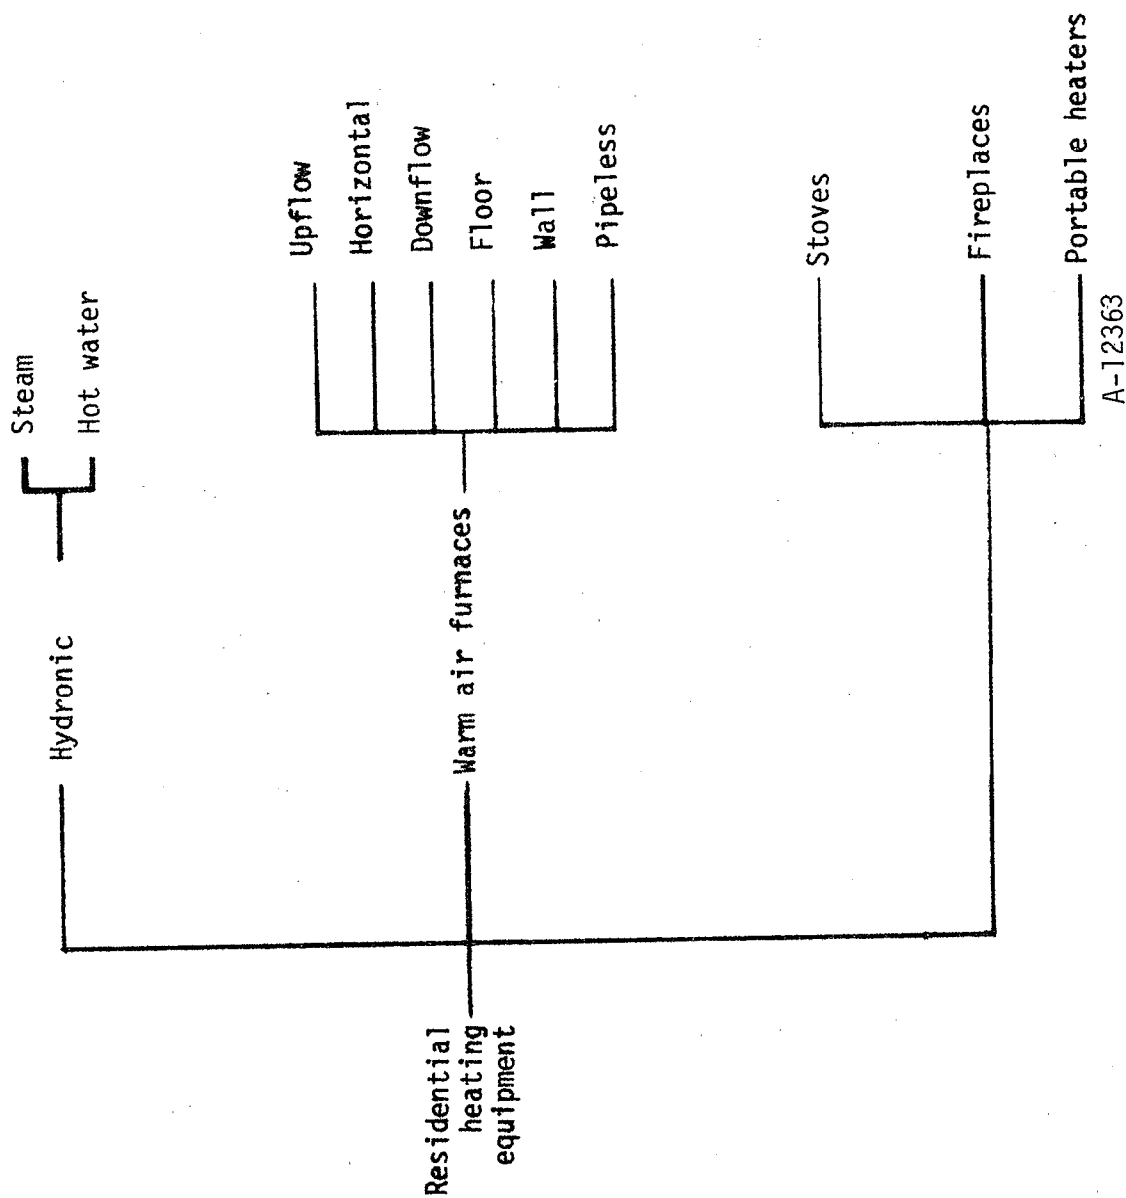 Steam
Hydronic
Hot water
Upflow
Horizontal
Downflow
Residential
heating
equipment
Warm air furnaces
Floor
Wall
Pipeless
Stoves
Fireplaces
Portable heaters
A-12363